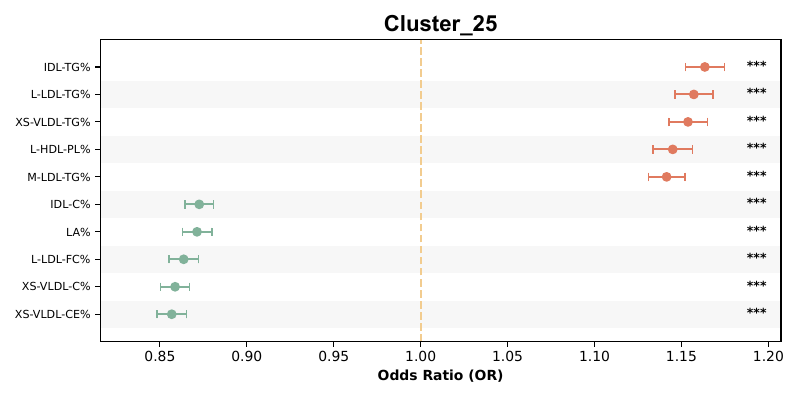 Cluster_25
IDL-TG% ***
L-LDL-TG% ***
XS-VLDL-TG% ***
L-HDL-PL% ***
M-LDL-TG% ***
IDL-C% ***
LA% ***
L-LDL-FC% ***
XS-VLDL-C% ***
XS-VLDL-CE% ***
0.85 0.90 0.95 1.00 1.05 1.10 1.15 1.20
Odds Ratio (OR)